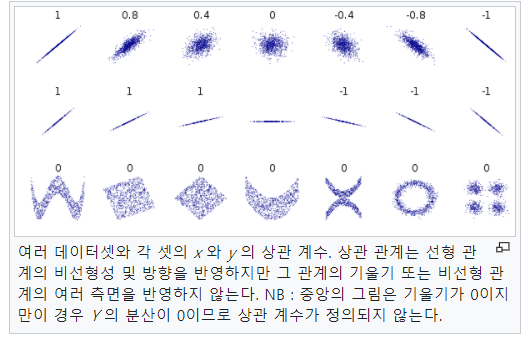 1 0.8 0.4 0 -0.4 -0.8 -1
1 1 1 -1 -1 -1
0 0 0 0 0 0 0
여러 데이터셋와 각 셋의 x 와 y 의 상관 계수. 상관 관계는 선형 관
계의 비선형성 및 방향을 반영하지만 그 관계의 기울기 또는 비선형 관
계의 여러 측면을 반영하지 않는다. NB : 중앙의 그림은 기울기가 0이지
만이 경우 Y 의 분산이 0이므로 상관 계수가 정의되지 않는다.